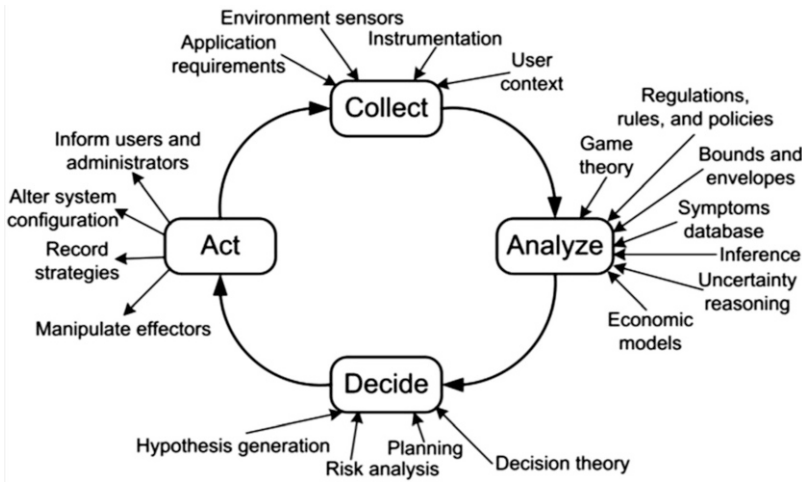 Environment sensors
Application
requirements
Instrumentation
User
context
Collect
Regulations,
rules, and policies
Game
theory
Bounds and
envelopes
Symptoms
database
Inference
Uncertainty
reasoning
Economic
models
Analyze
Inform users and
administrators
Alter system
configuration
Record
strategies
Manipulate effectors
Act
Decide
Hypothesis generation
Risk analysis
Planning
Decision theory